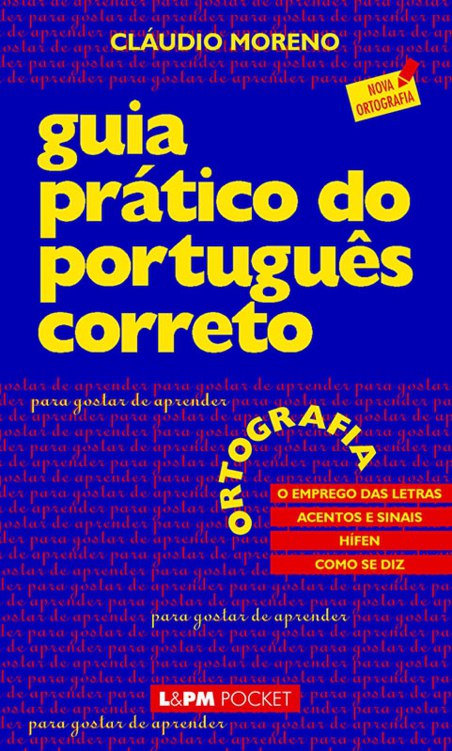 CLÁUDIO MORENO
NOVA
ORTOGRAFIA
guia
prático do
português
correto
para gostar de aprender
ORTOGRAFIA
O EMPREGO DAS LETRAS
ACENTOS E SINAIS
HÍFEN
COMO SE DIZ
para gostar de aprender
L&PM POCKET
para gostar de aprender